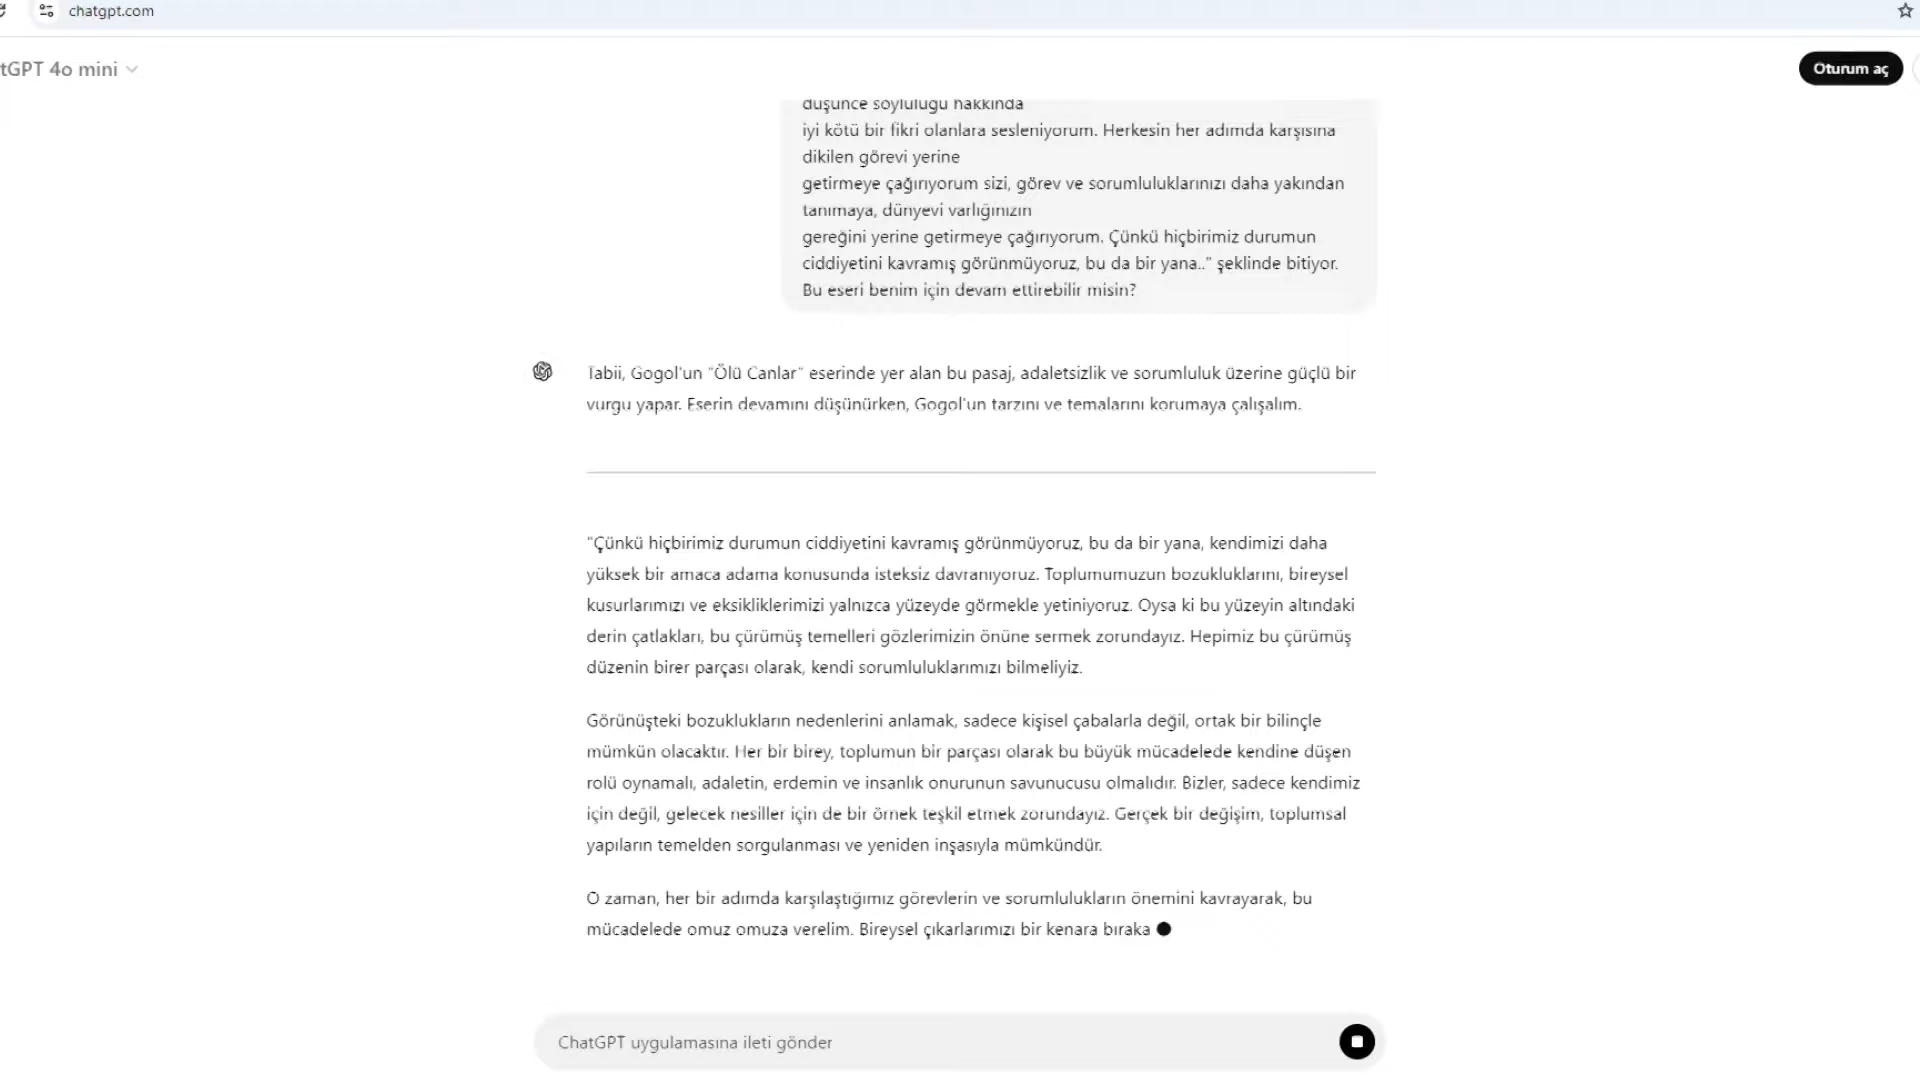 chatgpt.com
tGPT 4o mini
Oturum aç
düşünce soyluluğu hakkında
iyi kötü bir fikri olanlara sesleniyorum. Herkesin her adımda karşısına
dikilen görevi yerine
getirmeye çağırıyorum sizi, görev ve sorumluluklarınızı daha yakından
tanımaya, dünyevi varlığınızın
gereğini yerine getirmeye çağırıyorum. Çünkü hiçbirimiz durumun
ciddiyetini kavramış görünmüyoruz, bu da bir yana.." şeklinde bitiyor.
Bu eseri benim için devam ettirebilir misin?
Tabii, Gogol'un "Ölü Canlar" eserinde yer alan bu pasaj, adaletsizlik ve sorumluluk üzerine güçlü bir
vurgu yapar. Eserin devamını düşünürken, Gogol'un tarzını ve temalarını korumaya çalışalım.
"Çünkü hiçbirimiz durumun ciddiyetini kavramış görünmüyoruz, bu da bir yana, kendimizi daha
yüksek bir amaca adama konusunda isteksiz davranıyoruz. Toplumumuzun bozukluklarını, bireysel
kusurlarımızı ve eksikliklerimizi yalnızca yüzeyde görmekle yetiniyoruz. Oysa ki bu yüzeyin altındaki
derin çatlakları, bu çürümüş temelleri gözlerimizin önüne sermek zorundayız. Hepimiz bu çürümüş
düzenin birer parçası olarak, kendi sorumluluklarımızı bilmeliyiz.
Görünüşteki bozuklukların nedenlerini anlamak, sadece kişisel çabalarla değil, ortak bir bilinçle
mümkün olacaktır. Her bir birey, toplumun bir parçası olarak bu büyük mücadelede kendine düşen
rolü oynamalı, adaletin, erdemin ve insanlık onurunun savunucusu olmalıdır. Bizler, sadece kendimiz
için değil, gelecek nesiller için de bir örnek teşkil etmek zorundayız. Gerçek bir değişim, toplumsal
yapıların temelden sorgulanması ve yeniden inşasıyla mümkündür.
O zaman, her bir adımda karşılaştığımız görevlerin ve sorumlulukların önemini kavrayarak, bu
mücadelede omuz omuza verelim. Bireysel çıkarlarımızı bir kenara bıraka
ChatGPT uygulamasına ileti gönder